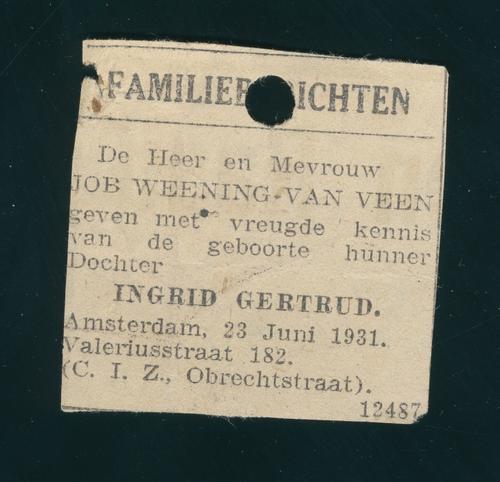 FAMILIEB ICHTEN
De Heer en Mevrouw
JOB WEENING-VAN VEEN
geven met vreugde kennis
van de geboorte hunner
Dochter
INGRID GERTRUD.
Amsterdam, 23 Juni 1931.
Valeriusstraat 182.
(C. I. Z., Obrechtstraat).
12487